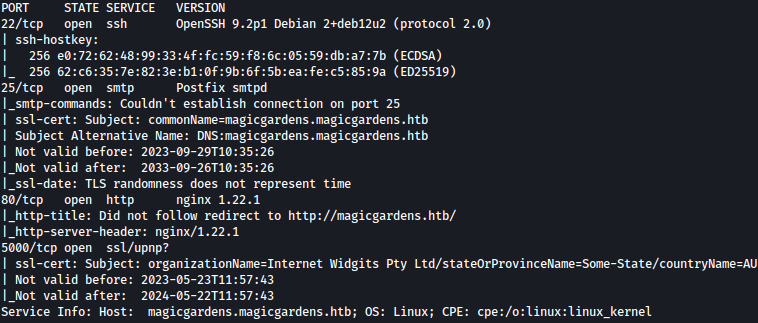 PORT     STATE SERVICE   VERSION
22/tcp   open  ssh       OpenSSH 9.2p1 Debian 2+deb12u2 (protocol 2.0)
| ssh-hostkey:
|   256 e0:72:62:48:99:33:4f:fc:59:f8:6c:05:59:db:a7:7b (ECDSA)
|_  256 62:c6:35:7e:82:3e:b1:0f:9b:6f:5b:ea:fe:c5:85:9a (ED25519)
25/tcp   open  smtp      Postfix smtpd
|_smtp-commands: Couldn't establish connection on port 25
| ssl-cert: Subject: commonName=magicgardens.magicgardens.htb
| Subject Alternative Name: DNS:magicgardens.magicgardens.htb
| Not valid before: 2023-09-29T10:35:26
|_Not valid after:  2033-09-26T10:35:26
|_ssl-date: TLS randomness does not represent time
80/tcp   open  http      nginx 1.22.1
|_http-title: Did not follow redirect to http://magicgardens.htb/
|_http-server-header: nginx/1.22.1
5000/tcp open  ssl/upnp?
| ssl-cert: Subject: organizationName=Internet Widgits Pty Ltd/stateOrProvinceName=Some-State/countryName=AU
| Not valid before: 2023-05-23T11:57:43
|_Not valid after:  2024-05-22T11:57:43
Service Info: Host:  magicgardens.magicgardens.htb; OS: Linux; CPE: cpe:/o:linux:linux_kernel